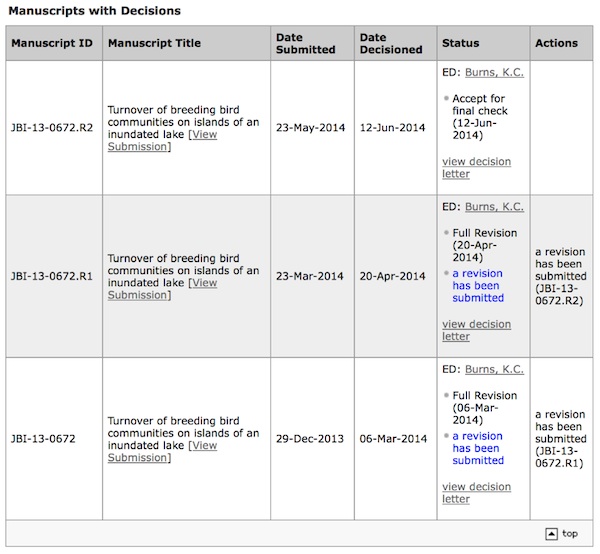 Manuscripts with Decisions
Manuscript ID
Manuscript Title
Date
Submitted
Date
Decisioned
Status
Actions
JBI-13-0672.R2
Turnover of breeding bird
communities on islands of an
inundated lake [View
Submission]
23-May-2014
12-Jun-2014
ED: Burns, K.C.
Accept for
final check
(12-Jun-
2014)
view decision
letter
JBI-13-0672.R1
Turnover of breeding bird
communities on islands of an
inundated lake [View
Submission]
23-Mar-2014
20-Apr-2014
ED: Burns, K.C.
Full Revision
(20-Apr-
2014)
a revision
has been
submitted
view decision
letter
a revision
has been
submitted
(JBI-13-
0672.R2)
JBI-13-0672
Turnover of breeding bird
communities on islands of an
inundated lake [View
Submission]
29-Dec-2013
06-Mar-2014
ED: Burns, K.C.
Full Revision
(06-Mar-
2014)
a revision
has been
submitted
view decision
letter
a revision
has been
submitted
(JBI-13-
0672.R1)
top